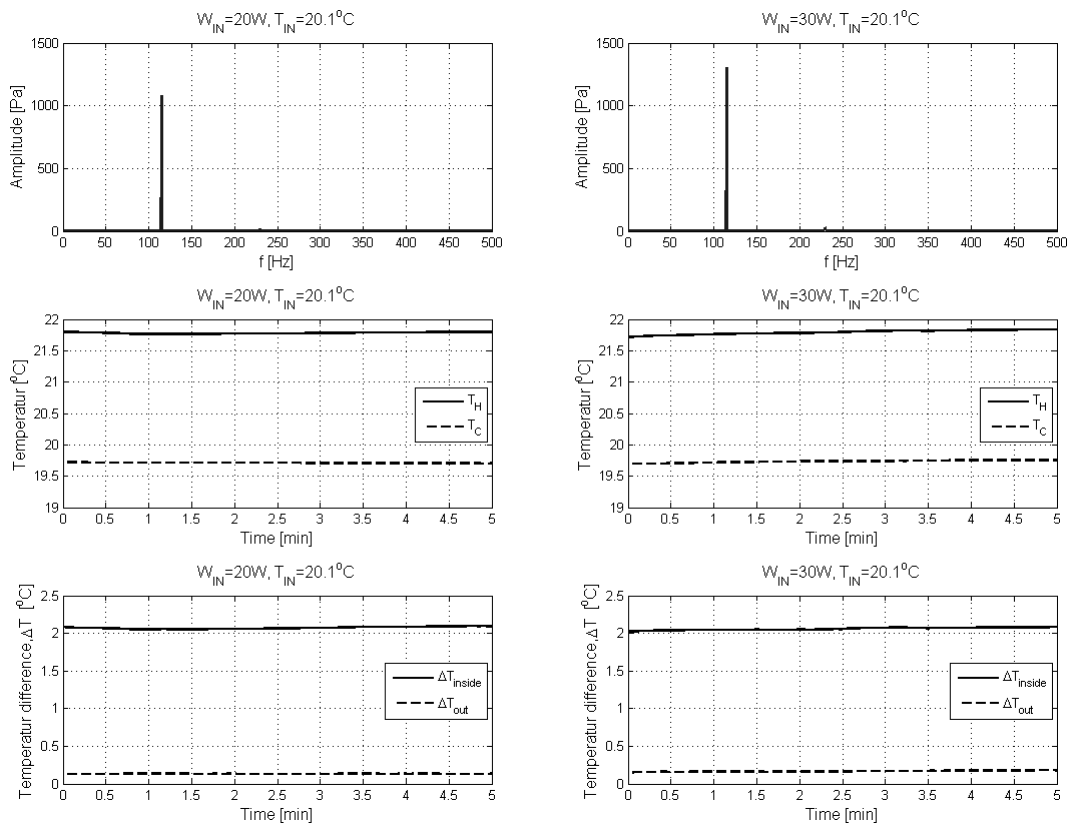 W_IN=20W, T_IN=20.1°C
1500
1000
500
0
Amplitude [Pa]
0 50 100 150 200 250 300 350 400 450 500
f [Hz]
W_IN=30W, T_IN=20.1°C
1500
1000
500
0
Amplitude [Pa]
0 50 100 150 200 250 300 350 400 450 500
f [Hz]
W_IN=20W, T_IN=20.1°C
22
21.5
21
20.5
20
19.5
19
Temperatur [°C]
T_H
T_C
0 0.5 1 1.5 2 2.5 3 3.5 4 4.5 5
Time [min]
W_IN=30W, T_IN=20.1°C
22
21.5
21
20.5
20
19.5
19
Temperatur [°C]
T_H
T_C
0 0.5 1 1.5 2 2.5 3 3.5 4 4.5 5
Time [min]
W_IN=20W, T_IN=20.1°C
2.5
2
1.5
1
0.5
0
Temperatur difference,ΔT [°C]
ΔT_inside
ΔT_out
0 0.5 1 1.5 2 2.5 3 3.5 4 4.5 5
Time [min]
W_IN=30W, T_IN=20.1°C
2.5
2
1.5
1
0.5
0
Temperatur difference,ΔT [°C]
ΔT_inside
ΔT_out
0 0.5 1 1.5 2 2.5 3 3.5 4 4.5 5
Time [min]